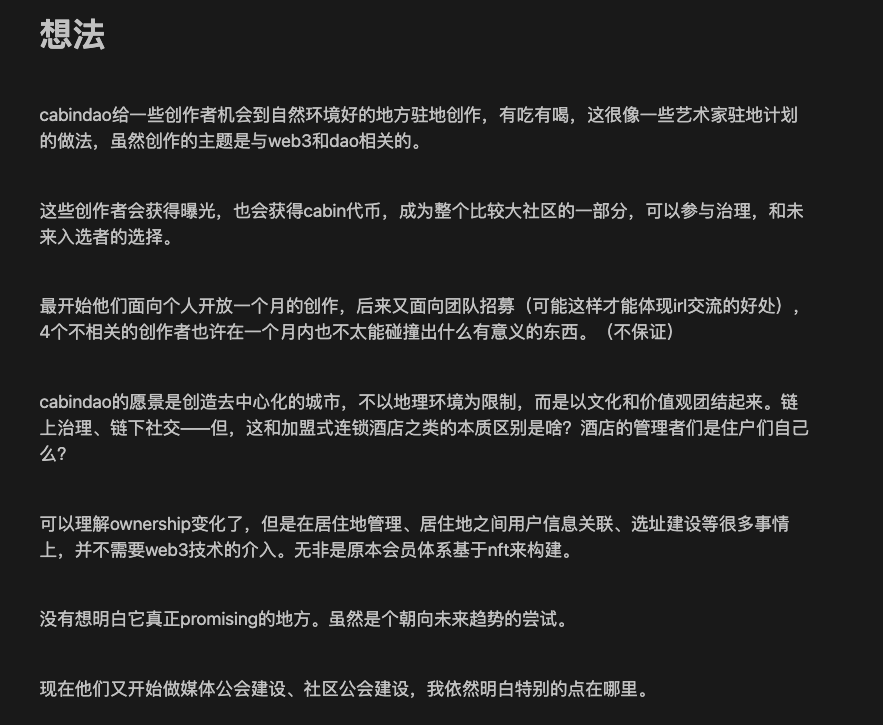 想法
cabindao给一些创作者机会到自然环境好的地方驻地创作，有吃有喝，这很像一些艺术家驻地计划
的做法，虽然创作的主题是与web3和dao相关的。
这些创作者会获得曝光，也会获得cabin代币，成为整个比较大社区的一部分，可以参与治理，和未
来入选者的选择。
最开始他们面向个人开放一个月的创作，后来又面向团队招募（可能这样才能体现irl交流的好处），
4个不相关的创作者也许在一个月内也不太能碰撞出什么有意义的东西。（不保证）
cabindao的愿景是创造去中心化的城市，不以地理环境为限制，而是以文化和价值观团结起来。链
上治理、链下社交——但，这和加盟式连锁酒店之类的本质区别是啥？酒店的管理者们是住户们自己
么？
可以理解ownership变化了，但是在居住地管理、居住地之间用户信息关联、选址建设等很多事情
上，并不需要web3技术的介入。无非是原本会员体系基于nft来构建。
没有想明白它真正promising的地方。虽然是个朝向未来趋势的尝试。
现在他们又开始做媒体公会建设、社区公会建设，我依然明白特别的点在哪里。